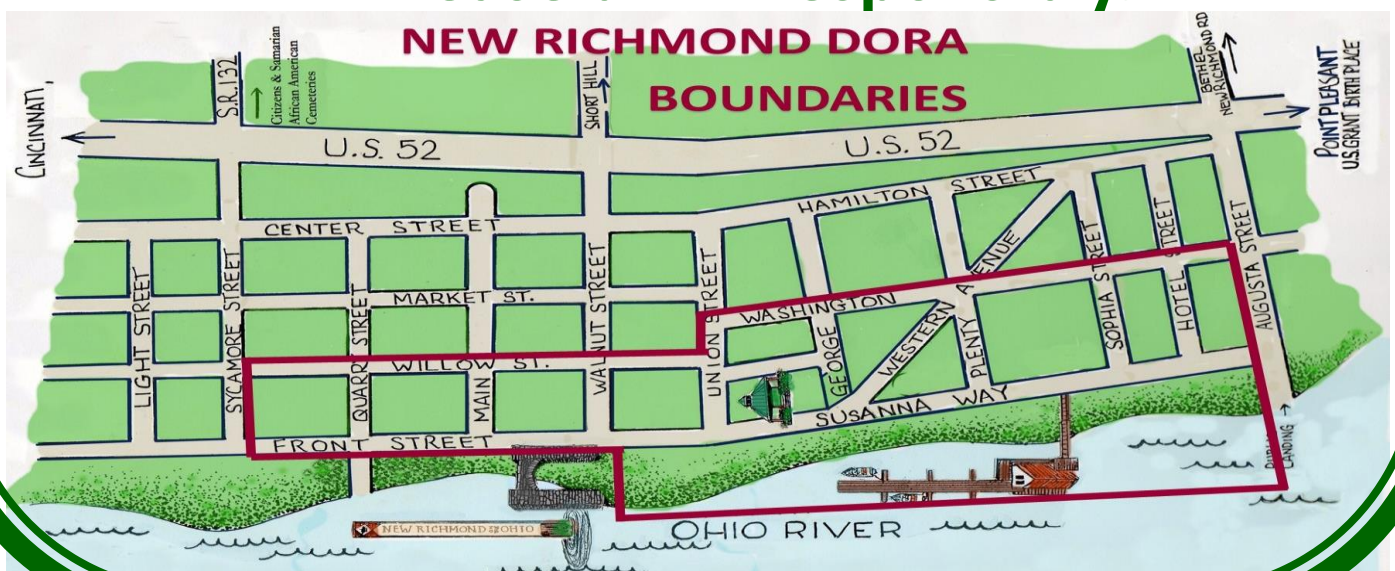 NEW RICHMOND DORA
BOUNDARIES
CINCINNATI,
S.R. 132
Citizens & Samarian
African American
Cemeteries
SHORT HILL
BETHEL RD
NEW RICHMOND
POINT PLEASANT
U.S. GRANT BIRTH PLACE
U.S. 52
U.S. 52
HAMILTON STREET
CENTER STREET
MARKET ST.
WASHINGTON
WESTERN AVENUE
WILLOW ST.
LIGHT STREET
SYCAMORE STREET
QUARRY STREET
MAIN
WALNUT STREET
UNION STREET
GEORGE
PLENTY
SOPHIA STREET
HOTEL STREET
AUGUSTA STREET
SUSANNA WAY
FRONT STREET
LANDING
NEW RICHMOND OHIO
OHIO RIVER